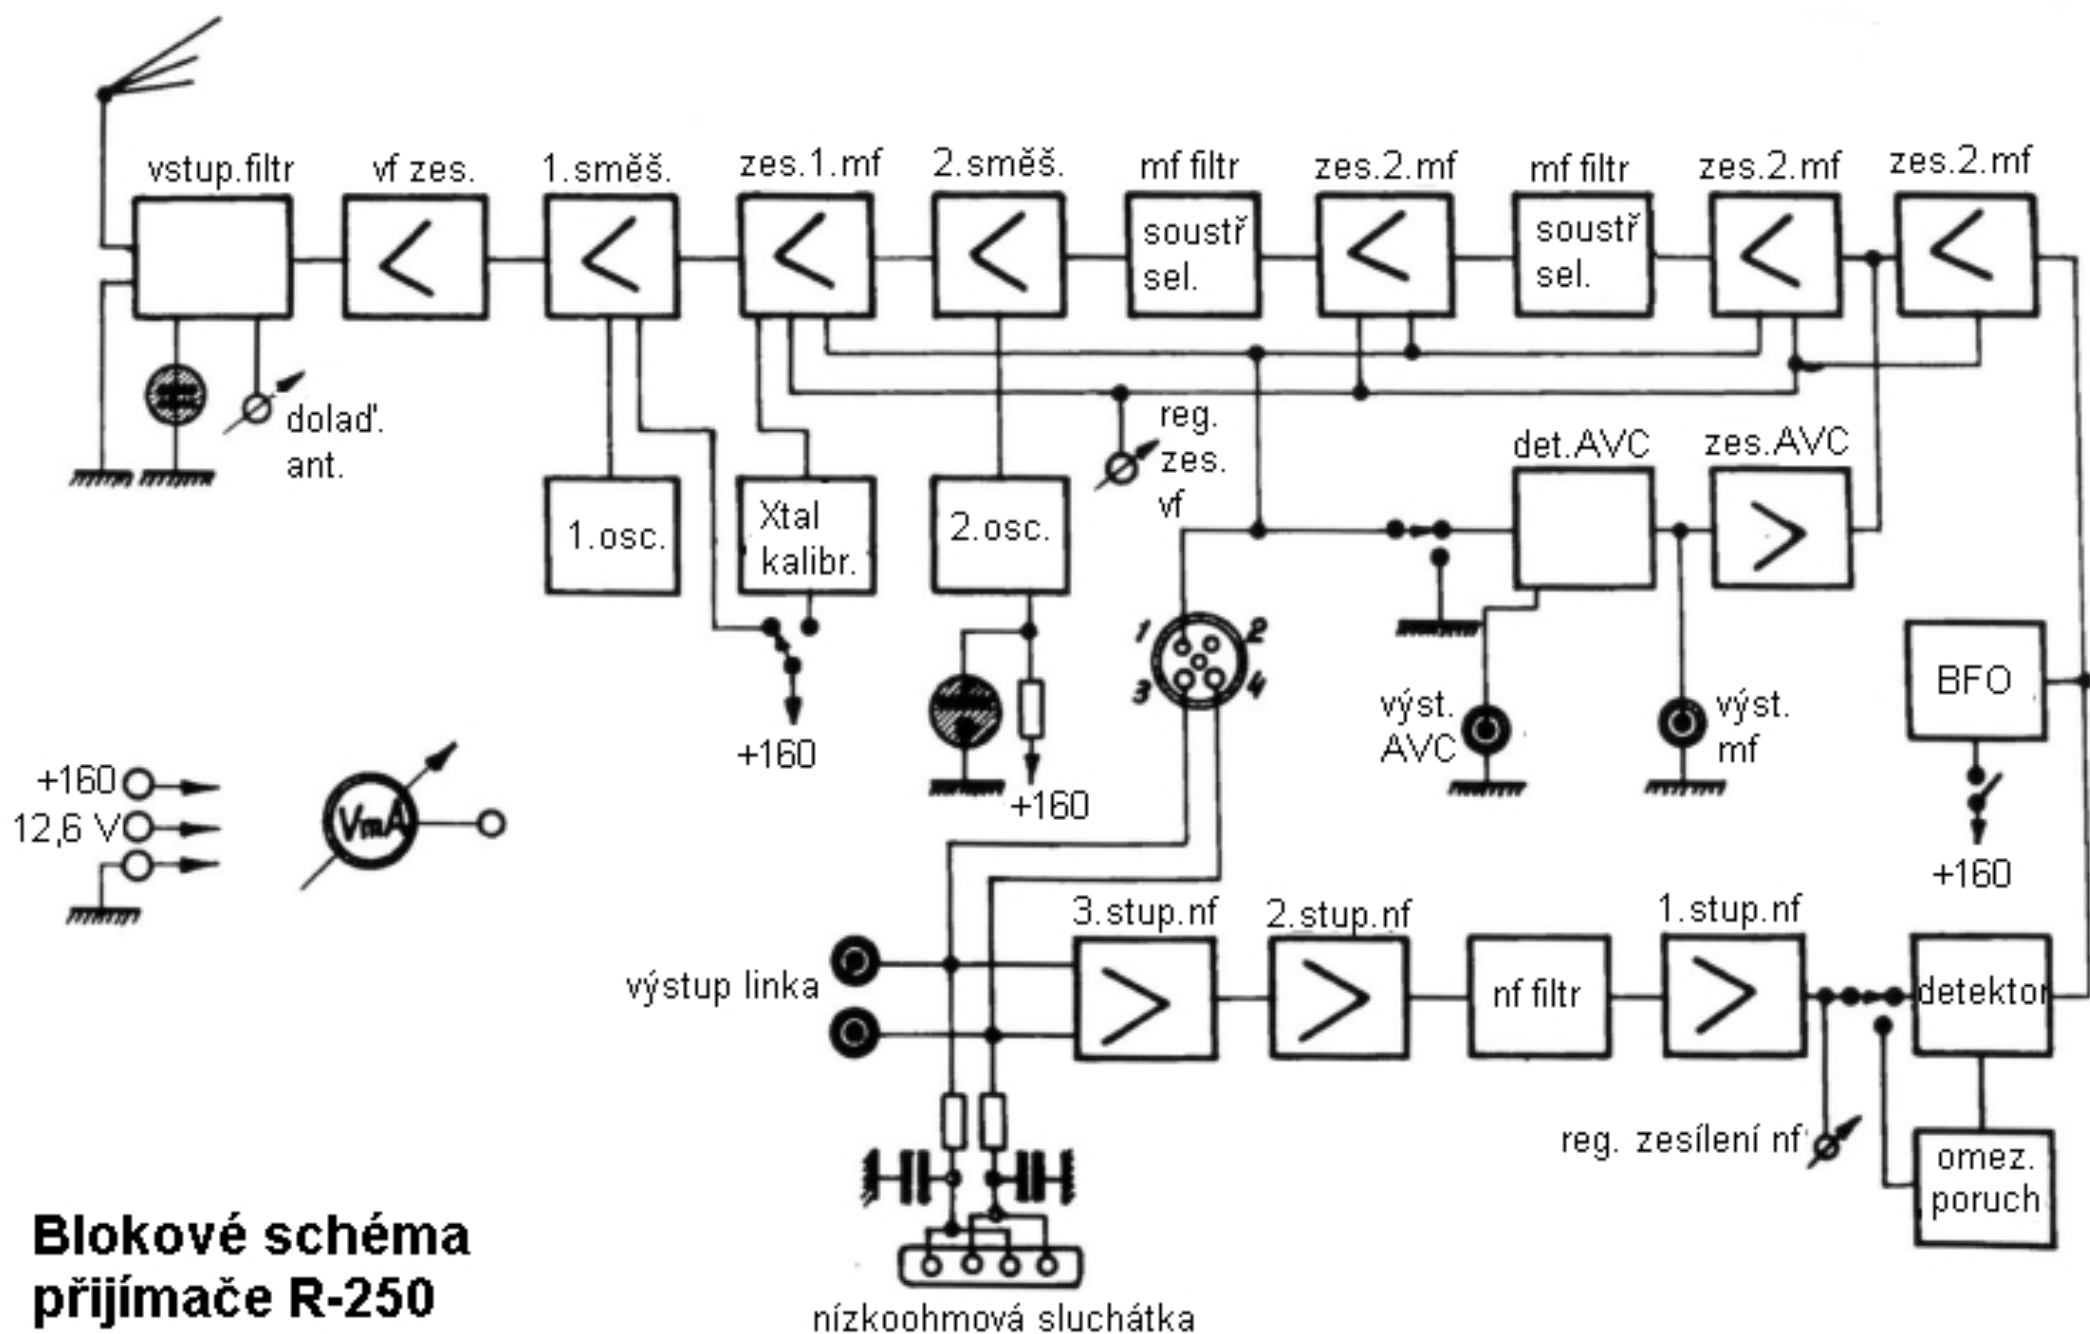 vstup.filtr
vf zes.
1.směš.
zes.1.mf
2.směš.
mf filtr
zes.2.mf
mf filtr
zes.2.mf
zes.2.mf
soustř
sel.
soustř
sel.
dolaď.
ant.
reg.
zes.
vf
det.AVC
zes.AVC
1.osc.
Xtal
kalibr.
2.osc.
1
2
3
4
+160
+160
výst.
AVC
výst.
mf
BFO
+160
+160
12,6 V
VmA
3.stup.nf
2.stup.nf
1.stup.nf
výstup linka
nf filtr
detektor
reg. zesílení nf
omez.
poruch
Blokové schéma
přijímače R-250
nízkoohmová sluchátka